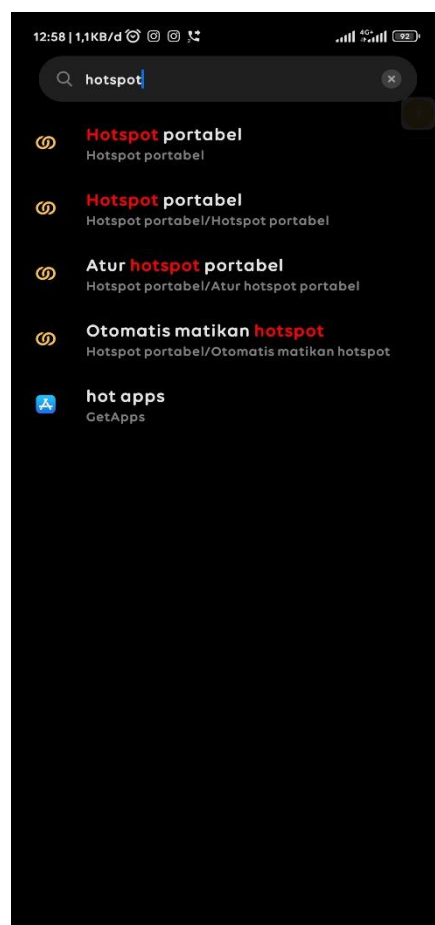 12:58 | 1,1KB/d
4G+
92
hotspot
Hotspot portabel
Hotspot portabel
Hotspot portabel
Hotspot portabel/Hotspot portabel
Atur hotspot portabel
Hotspot portabel/Atur hotspot portabel
Otomatis matikan hotspot
Hotspot portabel/Otomatis matikan hotspot
hot apps
GetApps